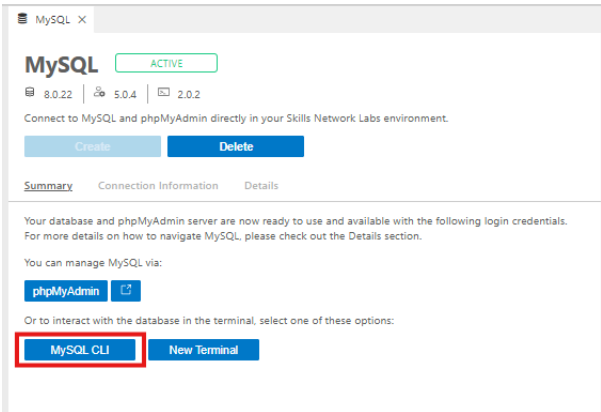 MySQL ×
MySQL ACTIVE
8.0.22 5.0.4 2.0.2
Connect to MySQL and phpMyAdmin directly in your Skills Network Labs environment.
Create Delete
Summary Connection Information Details
Your database and phpMyAdmin server are now ready to use and available with the following login credentials.
For more details on how to navigate MySQL, please check out the Details section.
You can manage MySQL via:
phpMyAdmin
Or to interact with the database in the terminal, select one of these options:
MySQL CLI New Terminal